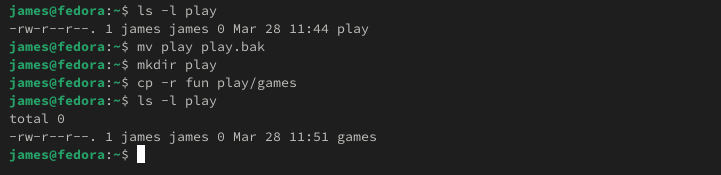 james@fedora:~$ ls -l play
-rw-r--r--. 1 james james 0 Mar 28 11:44 play
james@fedora:~$ mv play play.bak
james@fedora:~$ mkdir play
james@fedora:~$ cp -r fun play/games
james@fedora:~$ ls -l play
total 0
-rw-r--r--. 1 james james 0 Mar 28 11:51 games
james@fedora:~$